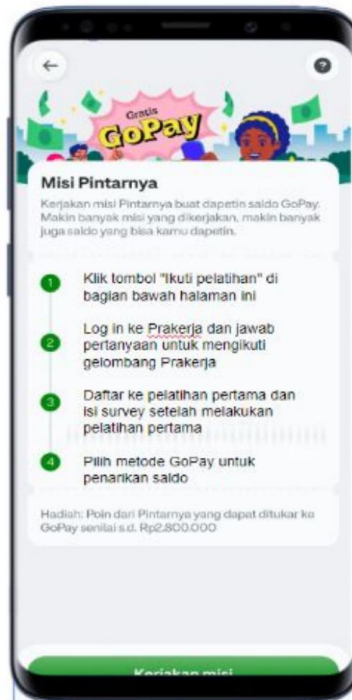 Gratis
GoPay
Misi Pintarnya
Kerjakan misi Pintarnya buat dapetin saldo GoPay.
Makin banyak misi yang dikerjakan, makin banyak
juga saldo yang bisa kamu dapetin.
1 Klik tombol "Ikuti pelatihan" di
bagian bawah halaman ini
2 Log in ke Prakerja dan jawab
pertanyaan untuk mengikuti
gelombang Prakerja
3 Daftar ke pelatihan pertama dan
isi survey setelah melakukan
pelatihan pertama
4 Pilih metode GoPay untuk
penarikan saldo
Hadiah: Poin dari Pintarnya yang dapat ditukar ke
GoPay senilai s.d. Rp2.800.000
Kerjakan misi